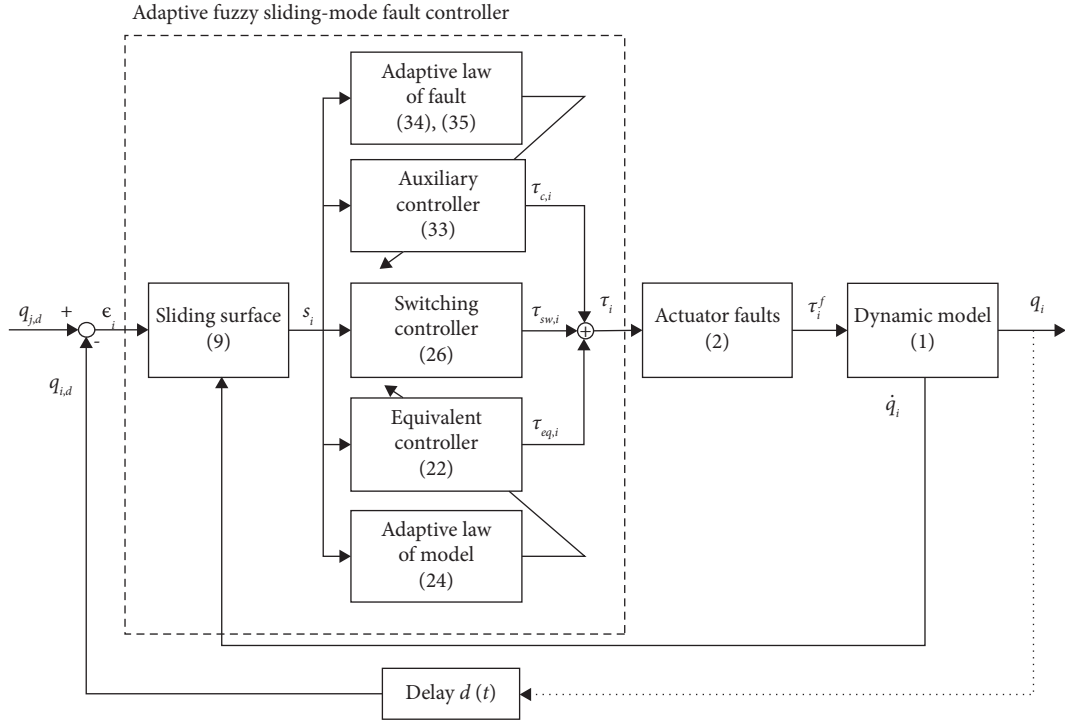 Adaptive fuzzy sliding-mode fault controller
Adaptive law
of fault
(34), (35)
Auxiliary
controller
(33)
τc,i
qj,d
+
-
ϵi
qi,d
Sliding surface
(9)
si
Switching
controller
(26)
τsw,i
τi
+
Actuator faults
(2)
τi^f
Dynamic model
(1)
qi
q̇i
Equivalent
controller
(22)
τeq,i
Adaptive law
of model
(24)
Delay d (t)